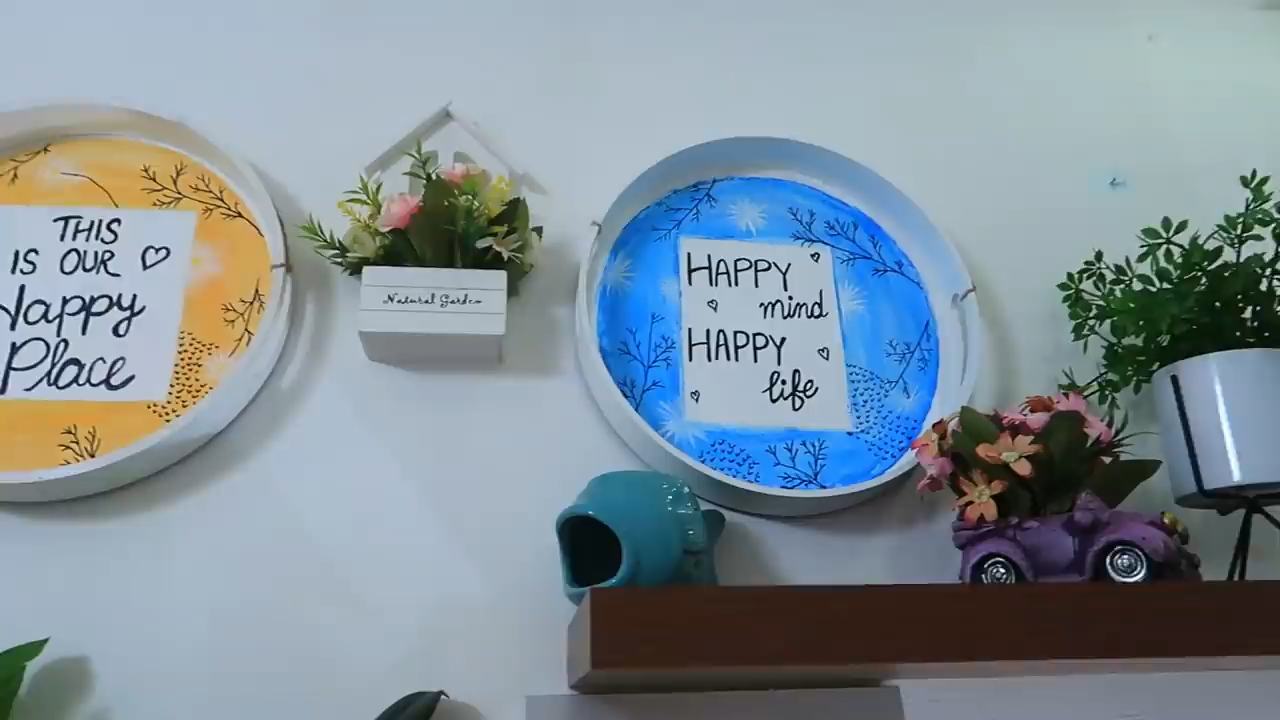 THIS
IS OUR
Happy
Place
Natural Garden
HAPPY
mind
HAPPY
life